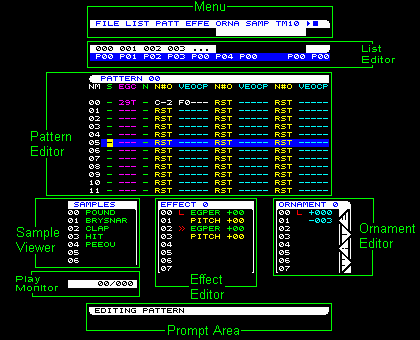 Menu
FILE LIST PATT EFFE ORNA SAMP TM10
000 001 002 003 ...
P00 P01 P02 P03 P00 P04 P00 P00 P00
List
Editor
PATTERN 00
NM S EGC N N#O VEOCP N#O VEOCP N#O VEOCP
00 - 29T - C-2 F0--- RST ----- RST -----
01 - --- - RST ----- RST ----- RST -----
02 - --- - RST ----- RST ----- RST -----
03 - --- - RST ----- RST ----- RST -----
04 - --- - RST ----- RST ----- RST -----
05 - --- - RST ----- RST ----- RST -----
06 - --- - RST ----- RST ----- RST -----
07 - --- - RST ----- RST ----- RST -----
08 - --- - RST ----- RST ----- RST -----
09 - --- - RST ----- RST ----- RST -----
10 - --- - RST ----- RST ----- RST -----
11 - --- - RST ----- RST ----- RST -----
Pattern
Editor
SAMPLES
00 POUND
01 BRYSNAR
02 CLAP
03 HIT
04 PEEOU
05
06
Sample
Viewer
EFFECT 0
00 L EGPER +00
01 PITCH +00
02 » EGPER +00
03 PITCH +00
04
05
06
07
Effect
Editor
ORNAMENT 0
00 L +000
01 -003
02
03
04
05
06
07
Ornament
Editor
Play
Monitor
00/000
EDITING PATTERN
Prompt Area